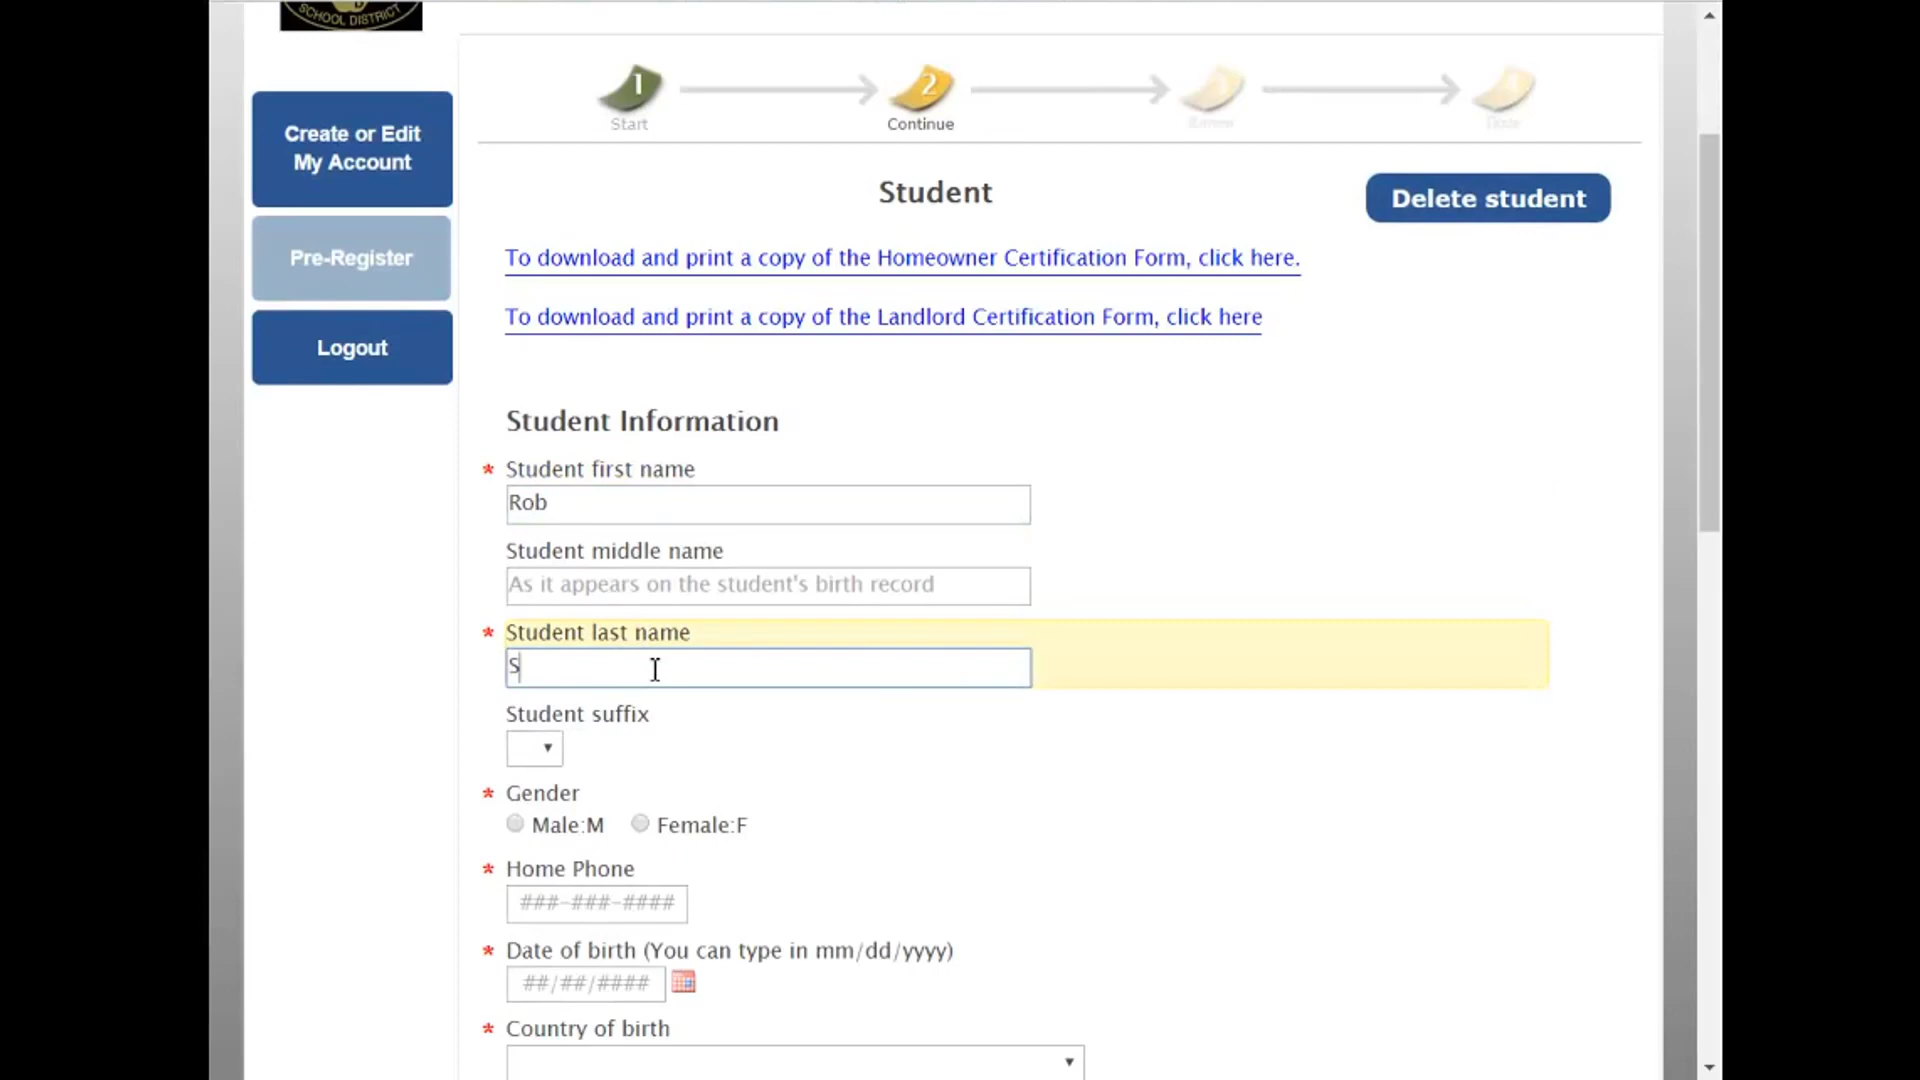 SCHOOL DISTRICT
1
2
Start
Continue
Create or Edit
My Account
Pre-Register
Logout
Student
Delete student
To download and print a copy of the Homeowner Certification Form, click here.
To download and print a copy of the Landlord Certification Form, click here
Student Information
* Student first name
Rob
Student middle name
As it appears on the student's birth record
* Student last name
S
Student suffix
* Gender
Male:M Female:F
* Home Phone
###-###-####
* Date of birth (You can type in mm/dd/yyyy)
##/##/####
* Country of birth